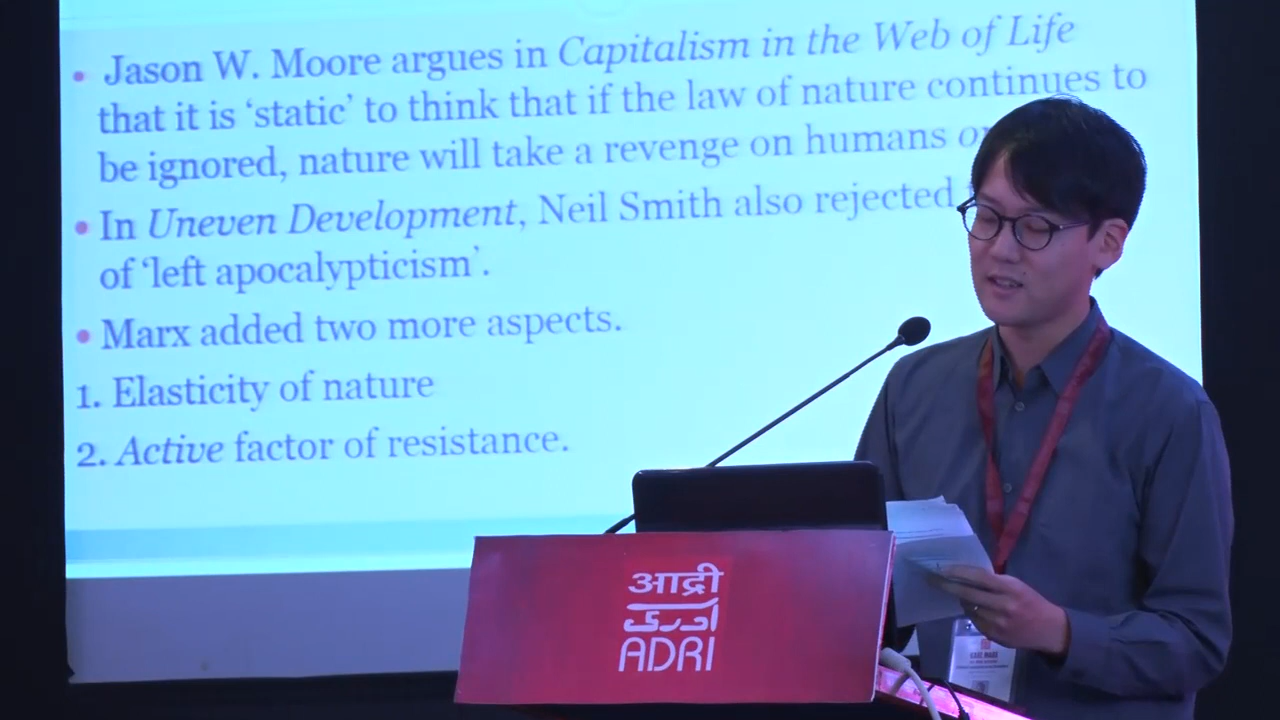 • Jason W. Moore argues in Capitalism in the Web of Life
that it is ‘static’ to think that if the law of nature continues to
be ignored, nature will take a revenge on humans
• In Uneven Development, Neil Smith also rejected
of ‘left apocalypticism’.
• Marx added two more aspects.
1. Elasticity of nature
2. Active factor of resistance.
आद्री
ادری
ADRI
KARL MARX